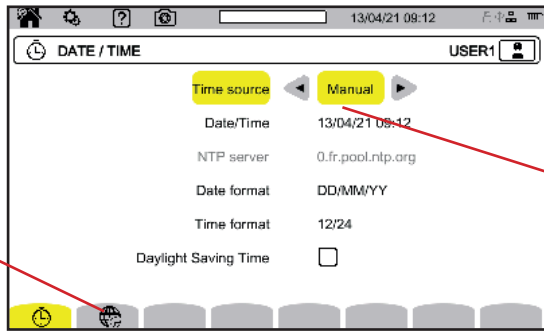 13/04/21 09:12
DATE / TIME USER1
Time source Manual
Date/Time 13/04/21 09:12
NTP server 0.fr.pool.ntp.org
Date format DD/MM/YY
Time format 12/24
Daylight Saving Time